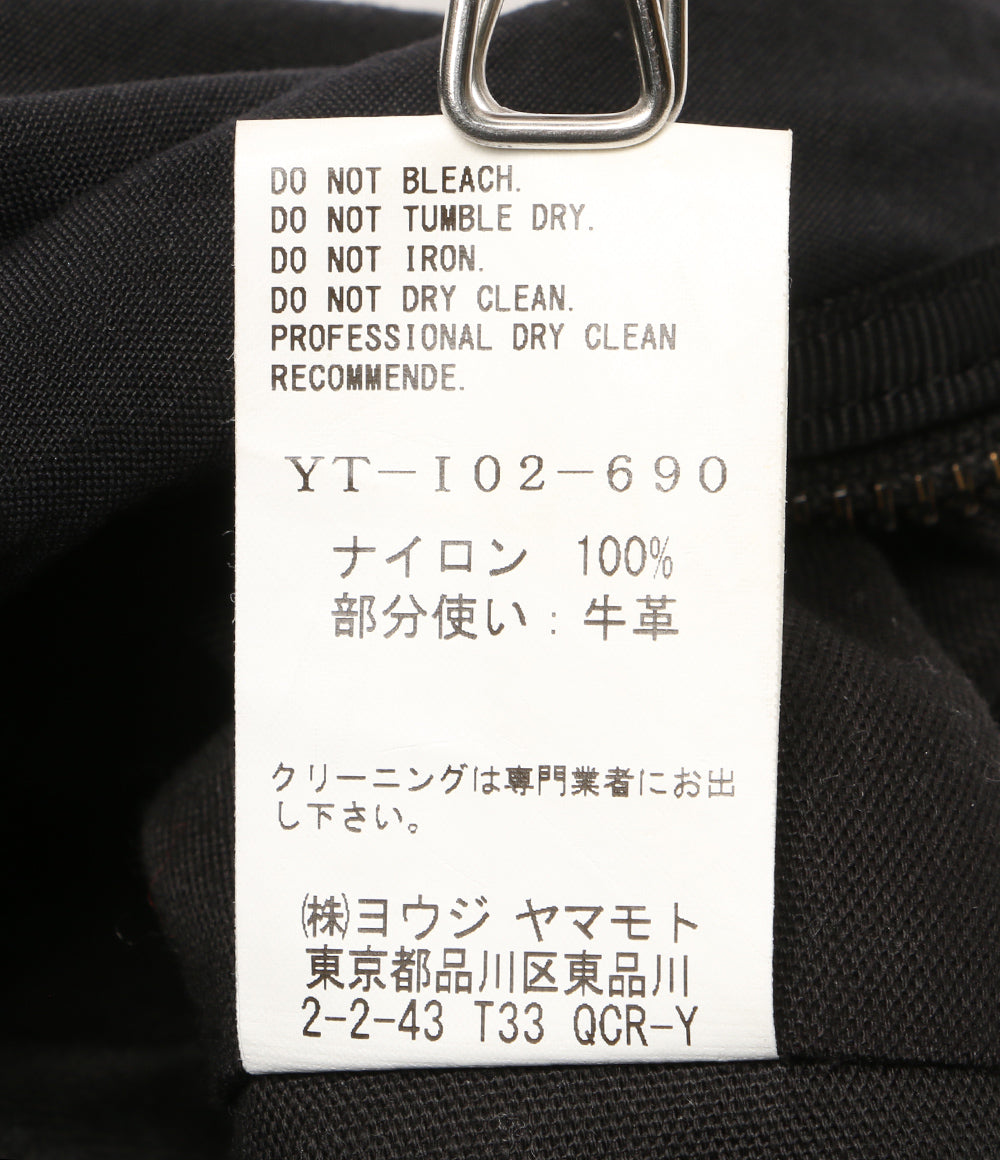 DO NOT BLEACH.
DO NOT TUMBLE DRY.
DO NOT IRON.
DO NOT DRY CLEAN.
PROFESSIONAL DRY CLEAN
RECOMMENDE.
YT-I02-690
ナイロン 100%
部分使い : 牛革
クリーニングは専門業者にお出
し下さい。
(株)ヨウジ ヤマモト
東京都品川区東品川
2-2-43 T33 QCR-Y